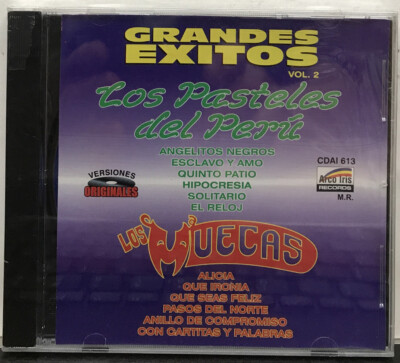 GRANDES
EXITOS
VOL. 2
Los Pasteles
del Perú
ANGELITOS NEGROS
ESCLAVO Y AMO
QUINTO PATIO
HIPOCRESIA
SOLITARIO
EL RELOJ
VERSIONES
ORIGINALES
CDAI 613
Arco Iris
RECORDS
M.R.
LOS MUECAS
ALICIA
QUE IRONIA
QUE SEAS FELIZ
PASOS DEL NORTE
ANILLO DE COMPROMISO
CON CARTITAS Y PALABRAS